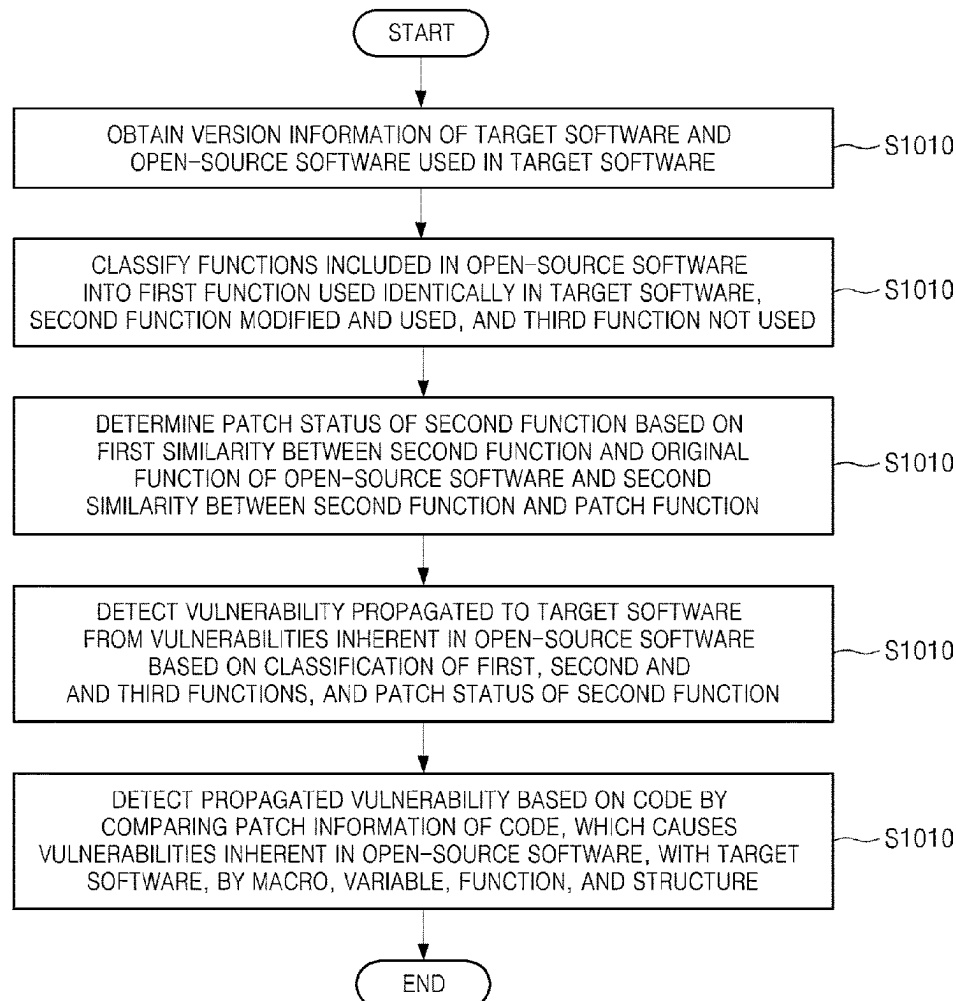 START
OBTAIN VERSION INFORMATION OF TARGET SOFTWARE AND
OPEN-SOURCE SOFTWARE USED IN TARGET SOFTWARE
S1010
CLASSIFY FUNCTIONS INCLUDED IN OPEN-SOURCE SOFTWARE
INTO FIRST FUNCTION USED IDENTICALLY IN TARGET SOFTWARE,
SECOND FUNCTION MODIFIED AND USED, AND THIRD FUNCTION NOT USED
S1010
DETERMINE PATCH STATUS OF SECOND FUNCTION BASED ON
FIRST SIMILARITY BETWEEN SECOND FUNCTION AND ORIGINAL
FUNCTION OF OPEN-SOURCE SOFTWARE AND SECOND
SIMILARITY BETWEEN SECOND FUNCTION AND PATCH FUNCTION
S1010
DETECT VULNERABILITY PROPAGATED TO TARGET SOFTWARE
FROM VULNERABILITIES INHERENT IN OPEN-SOURCE SOFTWARE
BASED ON CLASSIFICATION OF FIRST, SECOND AND
AND THIRD FUNCTIONS, AND PATCH STATUS OF SECOND FUNCTION
S1010
DETECT PROPAGATED VULNERABILITY BASED ON CODE BY
COMPARING PATCH INFORMATION OF CODE, WHICH CAUSES
VULNERABILITIES INHERENT IN OPEN-SOURCE SOFTWARE, WITH TARGET
SOFTWARE, BY MACRO, VARIABLE, FUNCTION, AND STRUCTURE
S1010
END